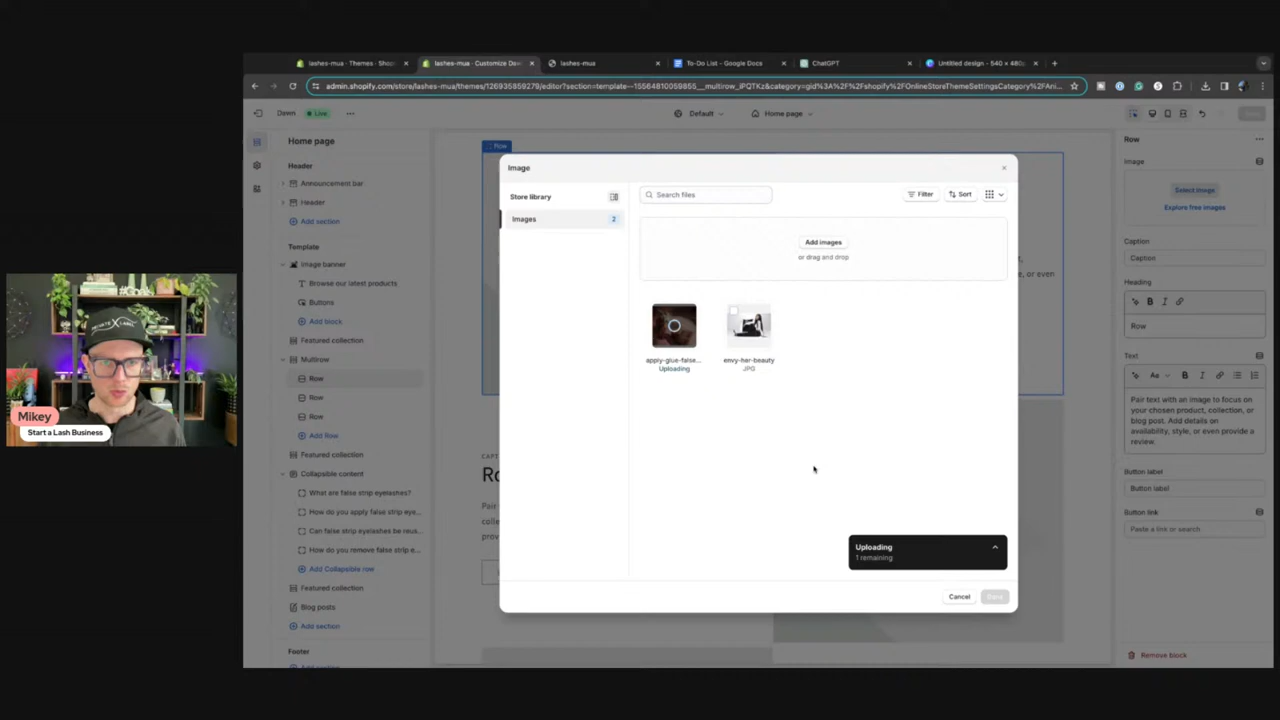 lashes-mua · Themes · Shop
lashes-mua · Customize Daw
lashes-mua
To-Do List - Google Docs
ChatGPT
Untitled design - 540 × 480p
Dawn
Live
Default
Home page
Home page
Header
Announcement bar
Header
Add section
Template
Image banner
Browse our latest products
Buttons
Add block
Featured collection
Multirow
Row
Row
Row
Add Row
Featured collection
Collapsible content
What are false strip eyelashes?
How do you apply false strip eye...
Can false strip eyelashes be reus...
How do you remove false strip e...
Add Collapsible row
Featured collection
Blog posts
Add section
Footer
Row
Image
Store library
Images
2
Search files
Filter
Sort
Add images
or drag and drop
apply-glue-false...
Uploading
envy-her-beauty
JPG
Uploading
1 remaining
Cancel
Done
or even
Row
Image
Select image
Explore free images
Caption
Caption
Heading
B I
Row
Text
Aa B I
Pair text with an image to focus on
your chosen product, collection, or
blog post. Add details on
availability, style, or even provide a
review.
Button label
Button label
Button link
Paste a link or search
Remove block
PRIVATE LABEL
Mikey
Start a Lash Business